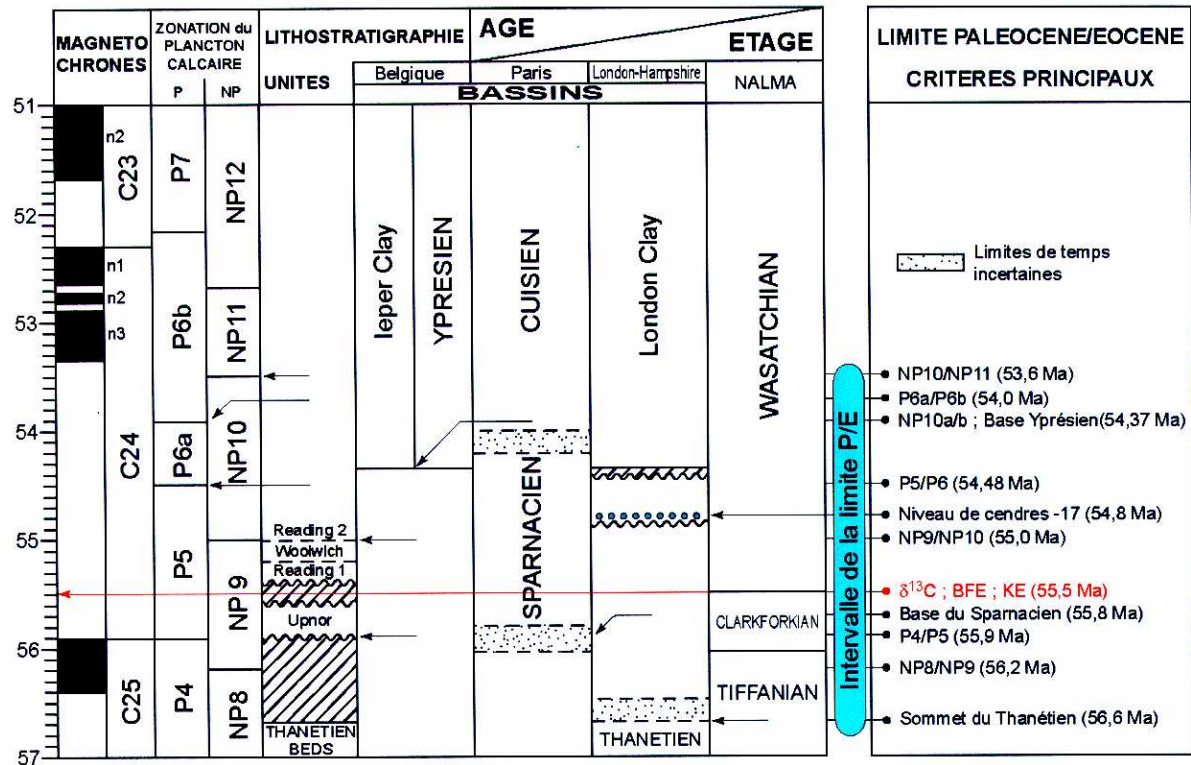 MAGNETO
CHRONES
ZONATION du
PLANCTON
CALCAIRE
P
NP
LITHOSTRATIGRAPHIE
UNITES
AGE
ETAGE
Belgique
Paris
London-Hampshire
BASSINS
NALMA
LIMITE PALEOCENE/EOCENE
CRITERES PRINCIPAUX
51
52
53
54
55
56
57
n2
n1
n2
n3
C23
C24
C25
P7
P6b
P6a
P5
P4
NP12
NP11
NP10
NP 9
NP8
Reading 2
Woolwich
Reading 1
Upnor
THANETIEN
BEDS
Ieper Clay
YPRESIEN
CUISIEN
SPARNACIEN
London Clay
THANETIEN
WASATCHIAN
CLARKFORKIAN
TIFFANIAN
Intervalle de la limite P/E
Limites de temps
incertaines
NP10/NP11 (53,6 Ma)
P6a/P6b (54,0 Ma)
NP10a/b ; Base Yprésien(54,37 Ma)
P5/P6 (54,48 Ma)
Niveau de cendres -17 (54,8 Ma)
NP9/NP10 (55,0 Ma)
δ¹³C ; BFE ; KE (55,5 Ma)
Base du Sparnacien (55,8 Ma)
P4/P5 (55,9 Ma)
NP8/NP9 (56,2 Ma)
Sommet du Thanétien (56,6 Ma)